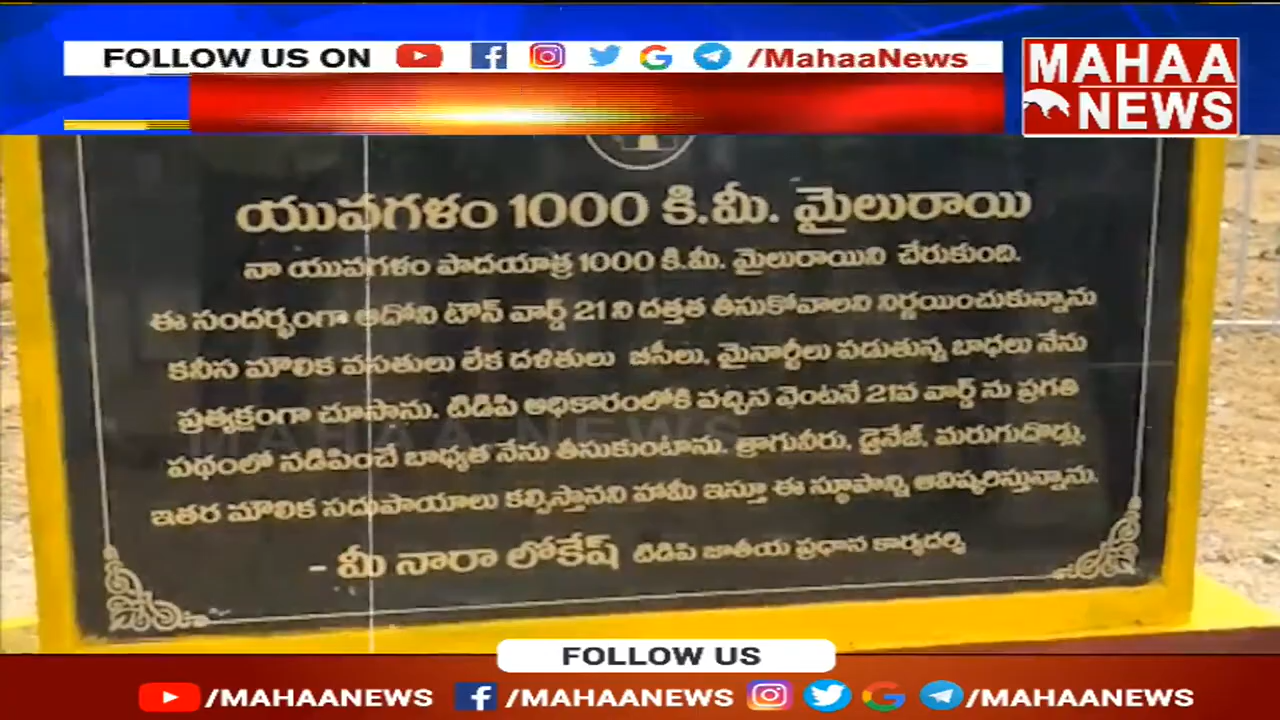 FOLLOW US ON /MahaaNews
MAHAA
NEWS
యువగళం 1000 కి.మీ. మైలురాయి
నా యువగళం పాదయాత్ర 1000 కి.మీ. మైలురాయిని చేరుకుంది.
ఈ సందర్భంగా ఆదోని టౌన్ వార్డ్ 21 ని దత్తత తీసుకోవాలని నిర్ణయించుకున్నాను
కనీస మౌలిక వసతులు లేక దళితులు బీసీలు, మైనార్టీలు పడుతున్న బాధలు నేను
ప్రత్యక్షంగా చూసాను. టిడిపి అధికారంలోకి వచ్చిన వెంటనే 21వ వార్డ్ ను ప్రగతి
పథంలో నడిపించే బాధ్యత నేను తీసుకుంటాను. త్రాగునీరు, డ్రైనేజ్, మరుగుదొడ్లు,
ఇతర మౌలిక సదుపాయాలు కల్పిస్తానని హామీ ఇస్తూ ఈ స్థూపాన్ని ఆవిష్కరిస్తున్నాను.
- మీ నారా లోకేష్ టిడిపి జాతీయ ప్రధాన కార్యదర్శి
MAHAA NEWS
FOLLOW US
/MAHAANEWS /MAHAANEWS /MAHAANEWS